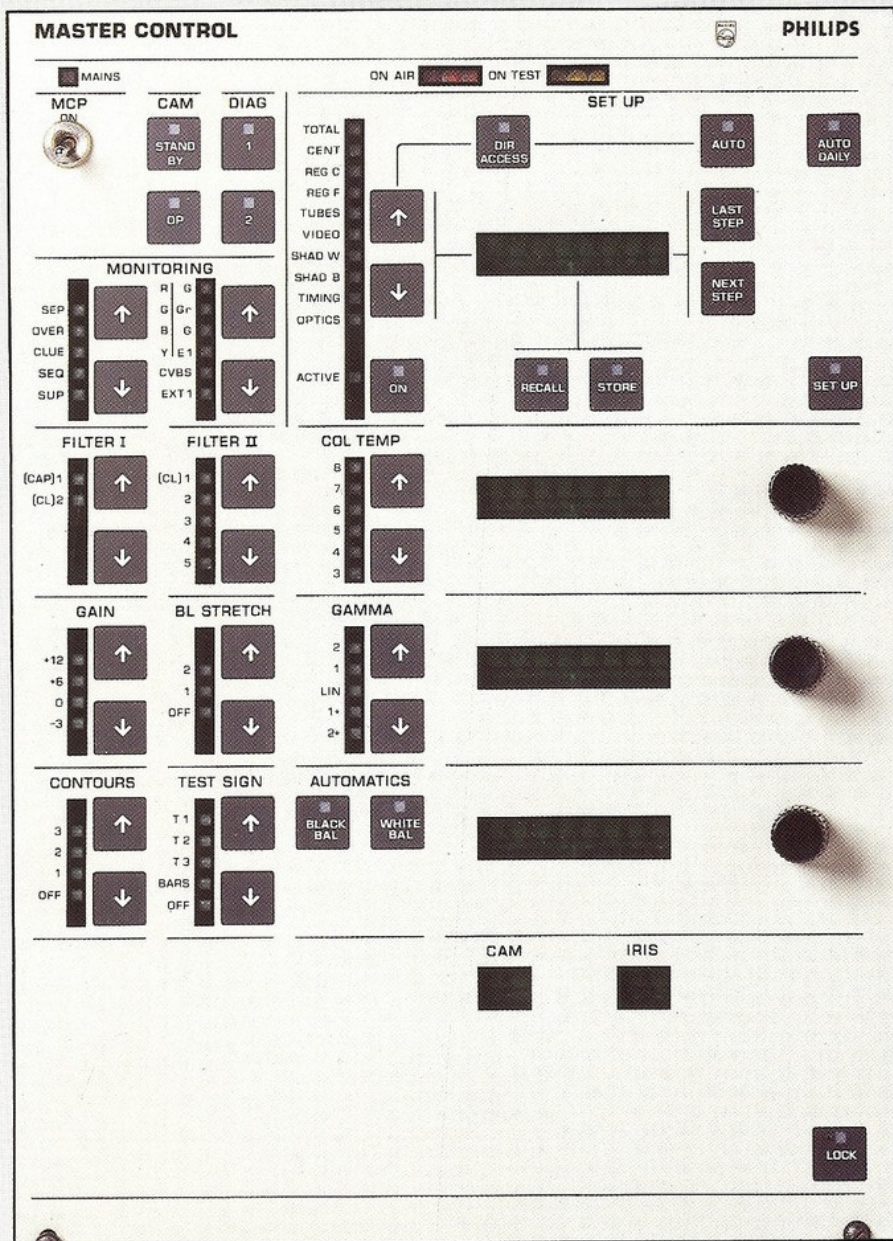 MASTER CONTROL
PHILIPS
MAINS
ON AIR
ON TEST
MCP
ON
CAM
DIAG
STAND
BY
1
OP
2
SET UP
TOTAL
CENT
REG C
REG F
TUBES
VIDEO
SHAD W
SHAD B
TIMING
OPTICS
ACTIVE
↑
↓
ON
DIR
ACCESS
AUTO
AUTO
DAILY
LAST
STEP
NEXT
STEP
RECALL
STORE
SET UP
MONITORING
SEP
OVER
CLUE
SEQ
SUP
↑
↓
R G
G Gr
B G
Y E1
CVBS
EXT1
↑
↓
FILTER I
(CAP)1
(CL)2
↑
↓
FILTER II
(CL)1
2
3
4
5
↑
↓
COL TEMP
8
7
6
5
4
3
↑
↓
GAIN
+12
+6
0
-3
↑
↓
BL STRETCH
2
1
OFF
↑
↓
GAMMA
2
1
LIN
1+
2+
↑
↓
CONTOURS
3
2
1
OFF
↑
↓
TEST SIGN
T1
T2
T3
BARS
OFF
↑
↓
AUTOMATICS
BLACK
BAL
WHITE
BAL
CAM
IRIS
LOCK